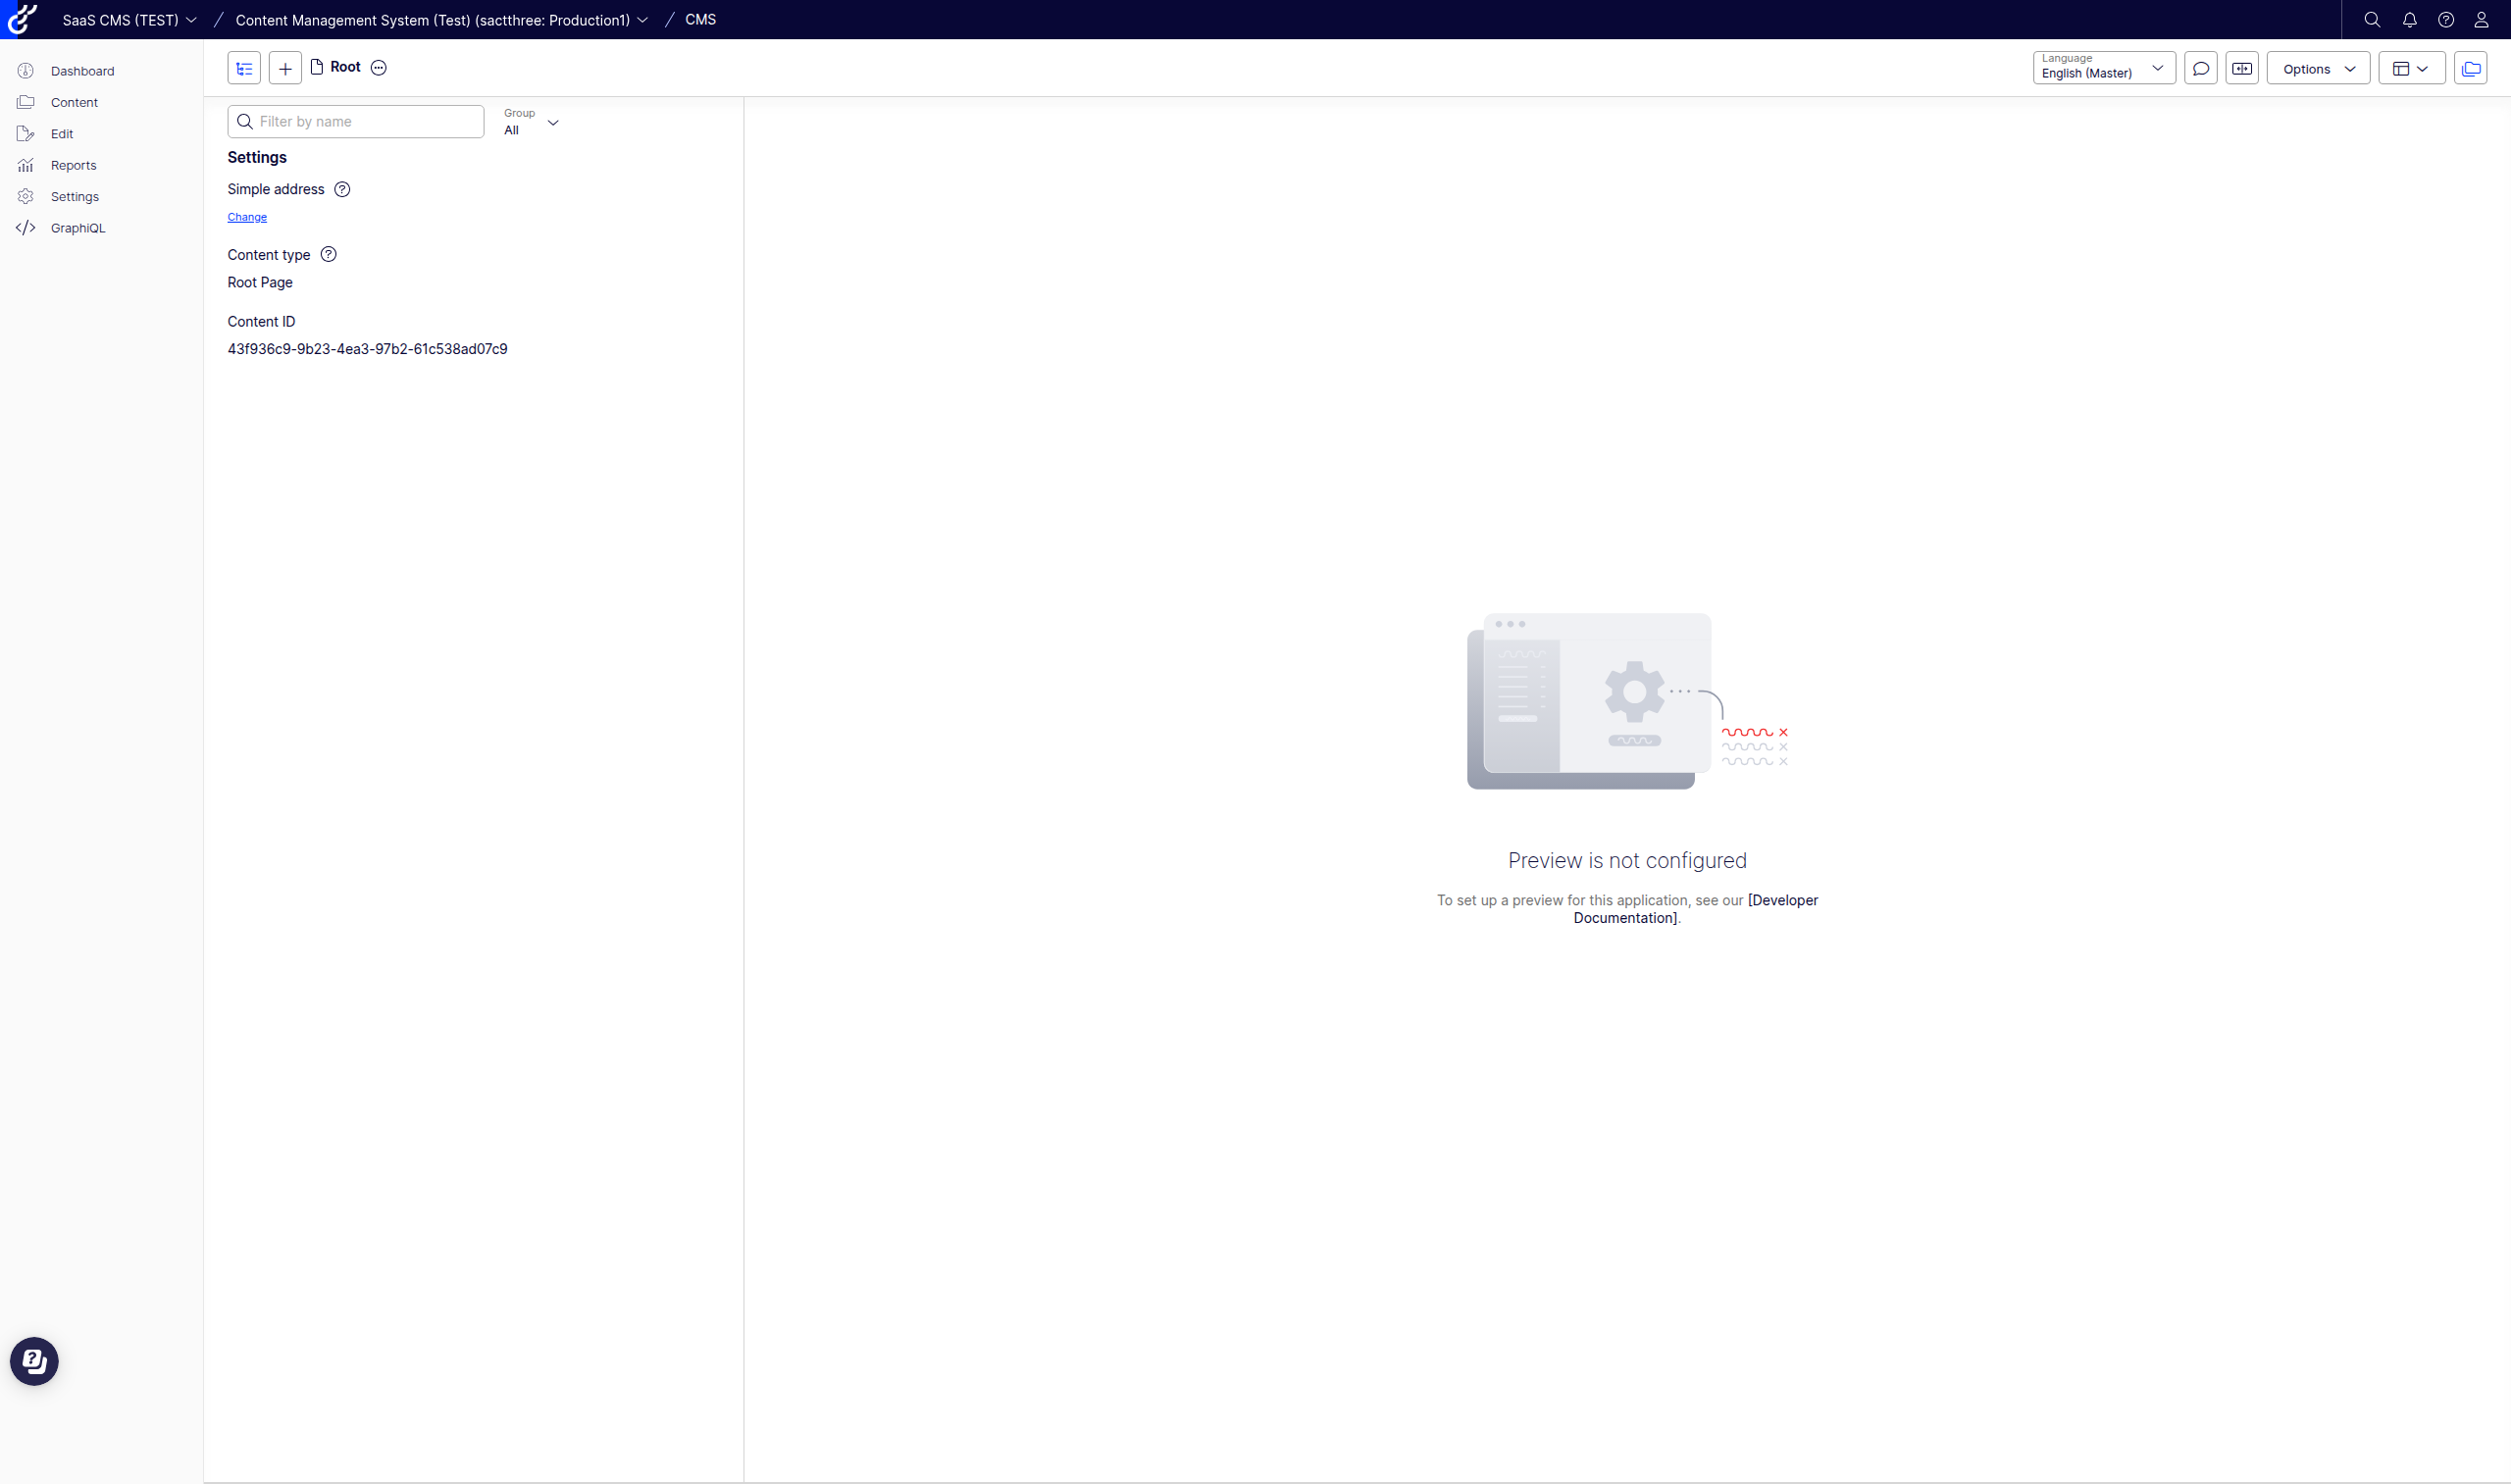 SaaS CMS (TEST) / Content Management System (Test) (sactthree: Production1) / CMS
Dashboard
Content
Edit
Reports
Settings
GraphiQL
Root
Language
English (Master)
Options
Filter by name
Group
All
Settings
Simple address
Change
Content type
Root Page
Content ID
43f936c9-9b23-4ea3-97b2-61c538ad07c9
Preview is not configured
To set up a preview for this application, see our [Developer
Documentation].